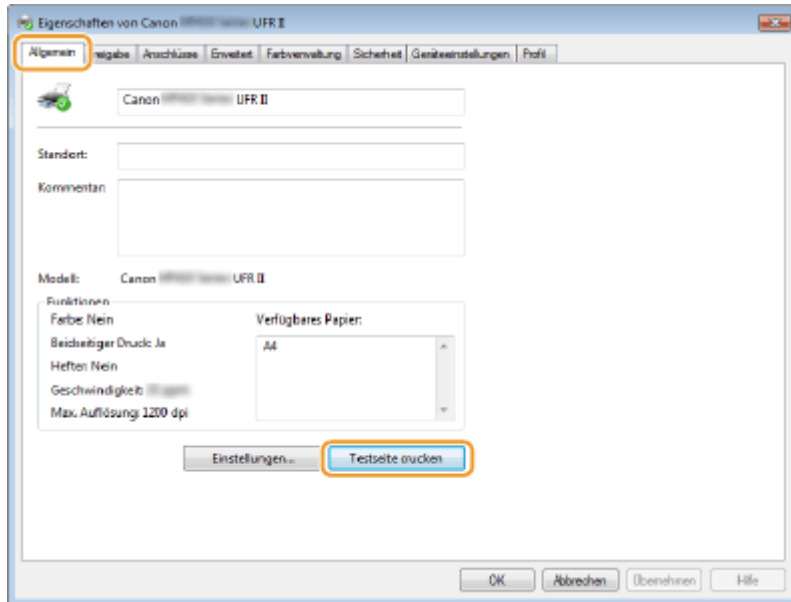 Eigenschaften von Canon UFR II
Allgemein Freigabe Anschlüsse Erweitert Farbverwaltung Sicherheit Geräteeinstellungen Profil
Canon UFR II
Standort:
Kommentar:
Modell: Canon UFR II
Funktionen
Farbe: Nein Verfügbares Papier:
Beidseitiger Druck: Ja A4
Heften: Nein
Geschwindigkeit:
Max. Auflösung: 1200 dpi
Einstellungen... Testseite drucken
OK Abbrechen Übernehmen Hilfe